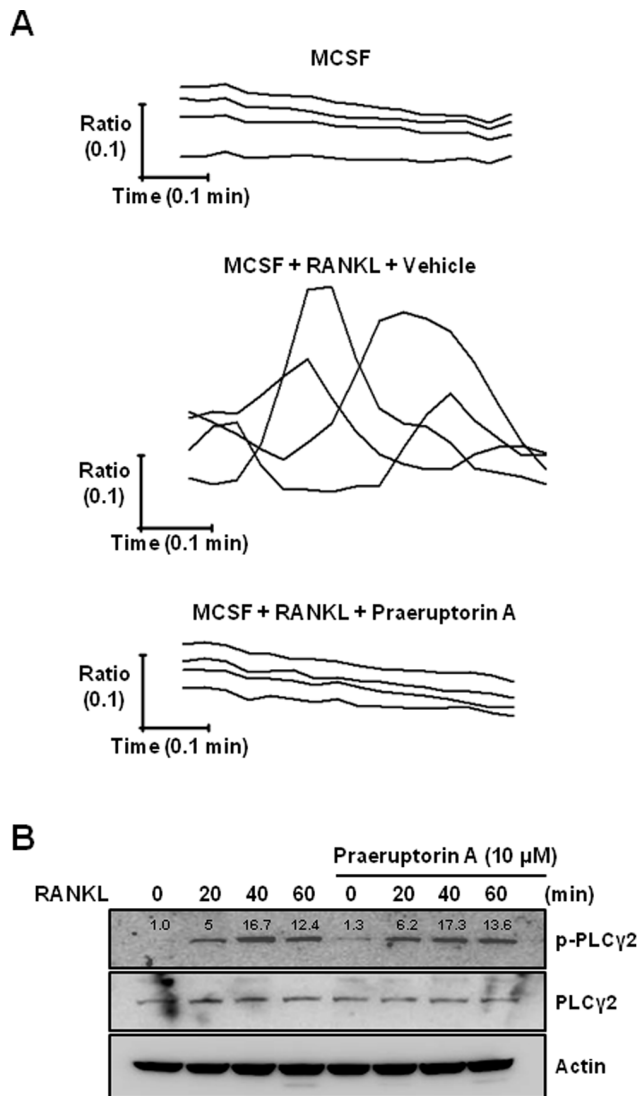 A
MCSF
Ratio
(0.1)
Time (0.1 min)
MCSF + RANKL + Vehicle
Ratio
(0.1)
Time (0.1 min)
MCSF + RANKL + Praeruptorin A
Ratio
(0.1)
Time (0.1 min)
B
Praeruptorin A (10 µM)
RANKL 0 20 40 60 0 20 40 60 (min)
1.0 5 16.7 12.4 1.3 6.2 17.3 13.6 p-PLCγ2
PLCγ2
Actin